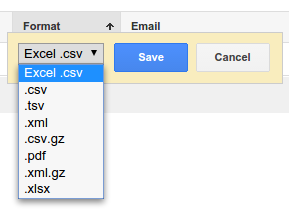 Format Email
Excel .csv Save Cancel
Excel .csv
.csv
.tsv
.xml
.csv.gz
.pdf
.xml.gz
.xlsx